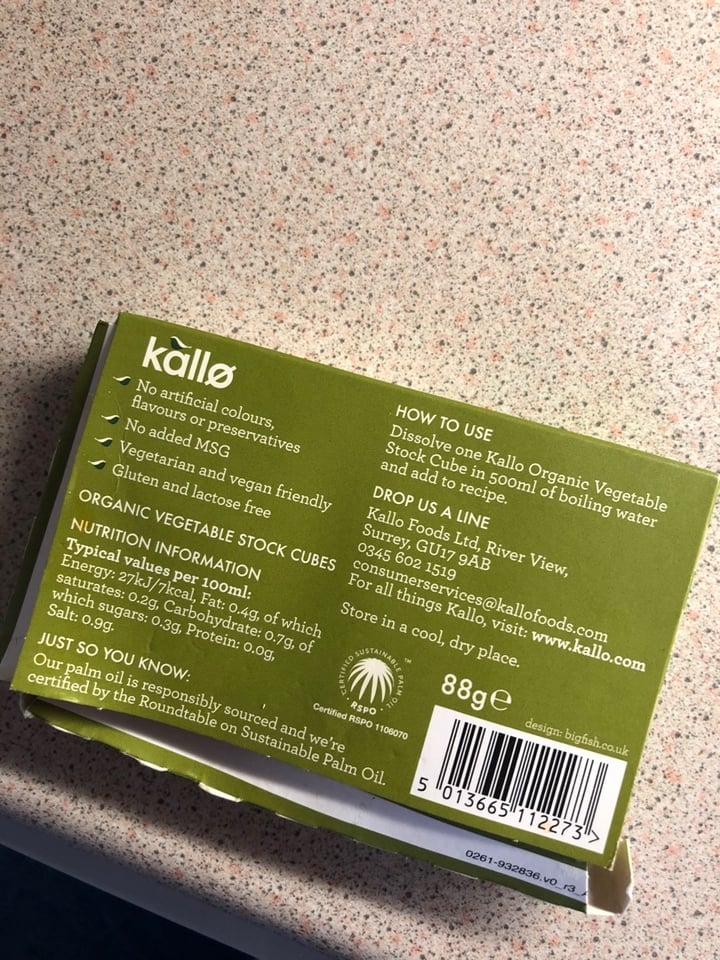 kàllø
No artificial colours,
flavours or preservatives
No added MSG
Vegetarian and vegan friendly
Gluten and lactose free
ORGANIC VEGETABLE STOCK CUBES
NUTRITION INFORMATION
Typical values per 100ml:
Energy: 27kJ/7kcal, Fat: 0.4g, of which
saturates: 0.2g, Carbohydrate: 0.7g, of
which sugars: 0.3g, Protein: 0.0g,
Salt: 0.9g.
JUST SO YOU KNOW:
Our palm oil is responsibly sourced and we're
certified by the Roundtable on Sustainable Palm Oil.
HOW TO USE
Dissolve one Kallo Organic Vegetable
Stock Cube in 500ml of boiling water
and add to recipe.
DROP US A LINE
Kallo Foods Ltd, River View,
Surrey, GU17 9AB
0345 602 1519
consumerservices@kallofoods.com
For all things Kallo, visit: www.kallo.com
Store in a cool, dry place.
CERTIFIED SUSTAINABLE PALM OIL ™
RSPO
Certified RSPO 1106070
88g℮
design: bigfish.co.uk
5 013665 112273 >
0261-932836.v0_r3_